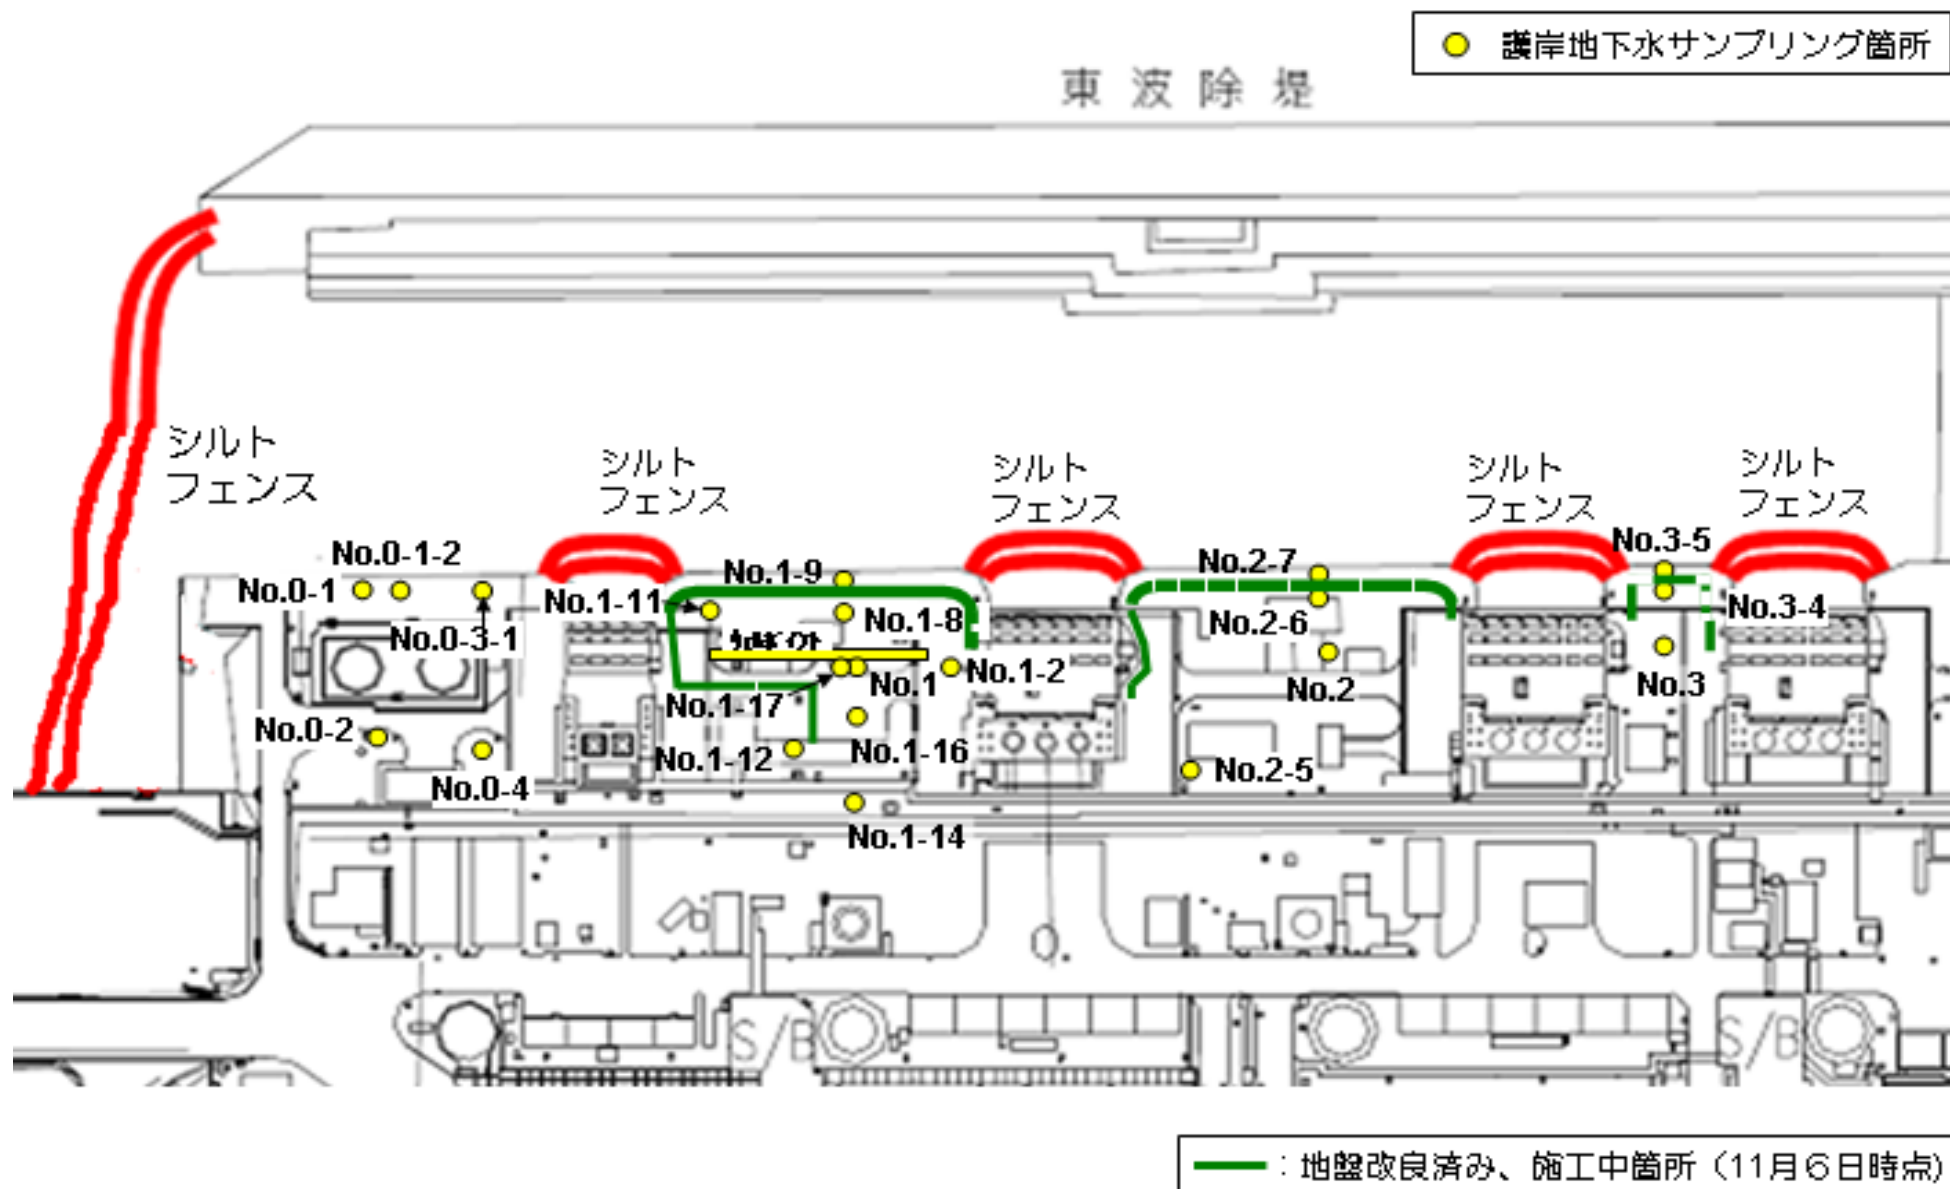 護岸地下水サンプリング箇所
東波除堤
シルト
フェンス
シルト
フェンス
シルト
フェンス
シルト
フェンス
シルト
フェンス
No.0-1-2
No.0-1
No.0-3-1
No.0-2
No.0-4
No.1-9
No.1-11
No.1-8
No.1
No.1-2
No.1-17
No.1-16
No.1-12
No.1-14
No.2-7
No.2-6
No.2
No.2-5
No.3-5
No.3-4
No.3
S/B
S/B
：地盤改良済み、施工中箇所（11月６日時点)